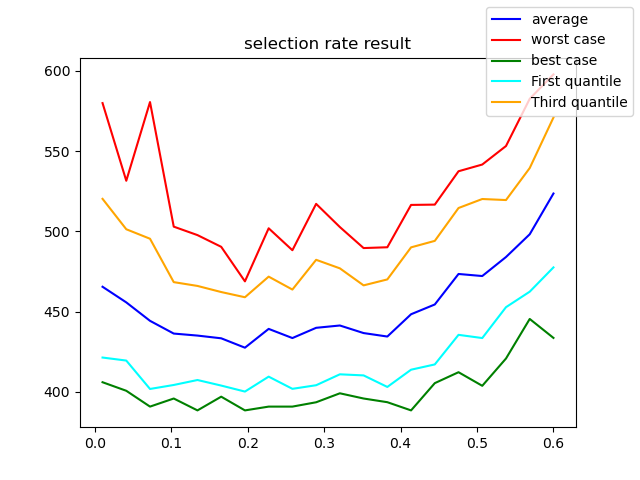 selection rate result
average
worst case
best case
First quantile
Third quantile
600
550
500
450
400
0.0 0.1 0.2 0.3 0.4 0.5 0.6